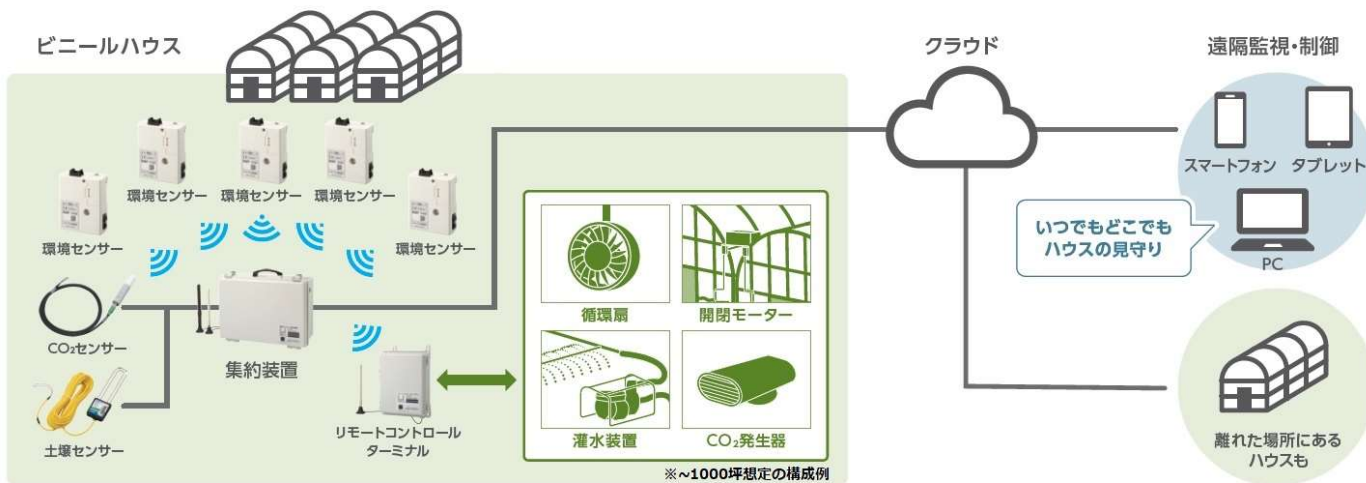 ビニールハウス
クラウド
遠隔監視・制御
環境センサー
環境センサー
環境センサー
環境センサー
環境センサー
スマートフォン
タブレット
いつでもどこでも
ハウスの見守り
PC
CO₂センサー
集約装置
土壌センサー
リモートコントロール
ターミナル
循環扇
開閉モーター
灌水装置
CO₂発生器
※~1000坪想定の構成例
離れた場所にある
ハウスも